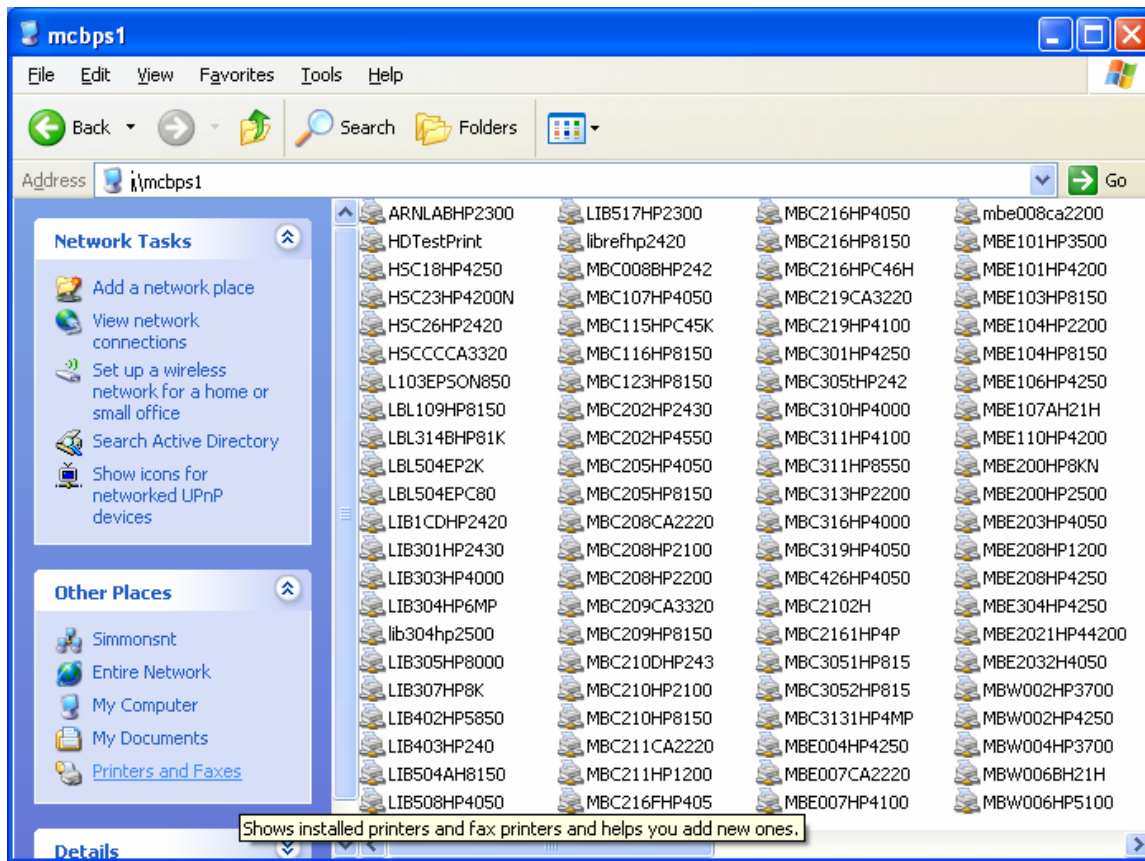 mcbps1
File Edit View Favorites Tools Help
Back Search Folders
Address \\mcbps1 Go
Network Tasks
Add a network place
View network
connections
Set up a wireless
network for a home or
small office
Search Active Directory
Show icons for
networked UPnP
devices
Other Places
Simmonsnt
Entire Network
My Computer
My Documents
Printers and Faxes
Details
ARNLABHP2300
HDTestPrint
HSC18HP4250
HSC23HP4200N
HSC26HP2420
HSCCCCA3320
L103EPSON850
LBL109HP8150
LBL314BHP81K
LBL504EP2K
LBL504EPC80
LIB1CDHP2420
LIB301HP2430
LIB303HP4000
LIB304HP6MP
lib304hp2500
LIB305HP8000
LIB307HP8K
LIB402HP5850
LIB403HP240
LIB504AH8150
LIB508HP4050
LIB517HP2300
librefhp2420
MBC008BHP242
MBC107HP4050
MBC115HPC45K
MBC116HP8150
MBC123HP8150
MBC202HP2430
MBC202HP4550
MBC205HP4050
MBC205HP8150
MBC208CA2220
MBC208HP2100
MBC208HP2200
MBC209CA3320
MBC209HP8150
MBC210DHP243
MBC210HP2100
MBC210HP8150
MBC211CA2220
MBC211HP1200
MBC216FHP405
MBC216HP4050
MBC216HP8150
MBC216HPC46H
MBC219CA3220
MBC219HP4100
MBC301HP4250
MBC305tHP242
MBC310HP4000
MBC311HP4100
MBC311HP8550
MBC313HP2200
MBC316HP4000
MBC319HP4050
MBC426HP4050
MBC2102H
MBC2161HP4P
MBC3051HP815
MBC3052HP815
MBC3131HP4MP
MBE004HP4250
MBE007CA2220
MBE007HP4100
mbe008ca2200
MBE101HP3500
MBE101HP4200
MBE103HP8150
MBE104HP2200
MBE104HP8150
MBE106HP4250
MBE107AH21H
MBE110HP4200
MBE200HP8KN
MBE200HP2500
MBE203HP4050
MBE208HP1200
MBE208HP4250
MBE304HP4250
MBE2021HP44200
MBE2032H4050
MBW002HP3700
MBW002HP4250
MBW004HP3700
MBW006BH21H
MBW006HP5100
Shows installed printers and fax printers and helps you add new ones.